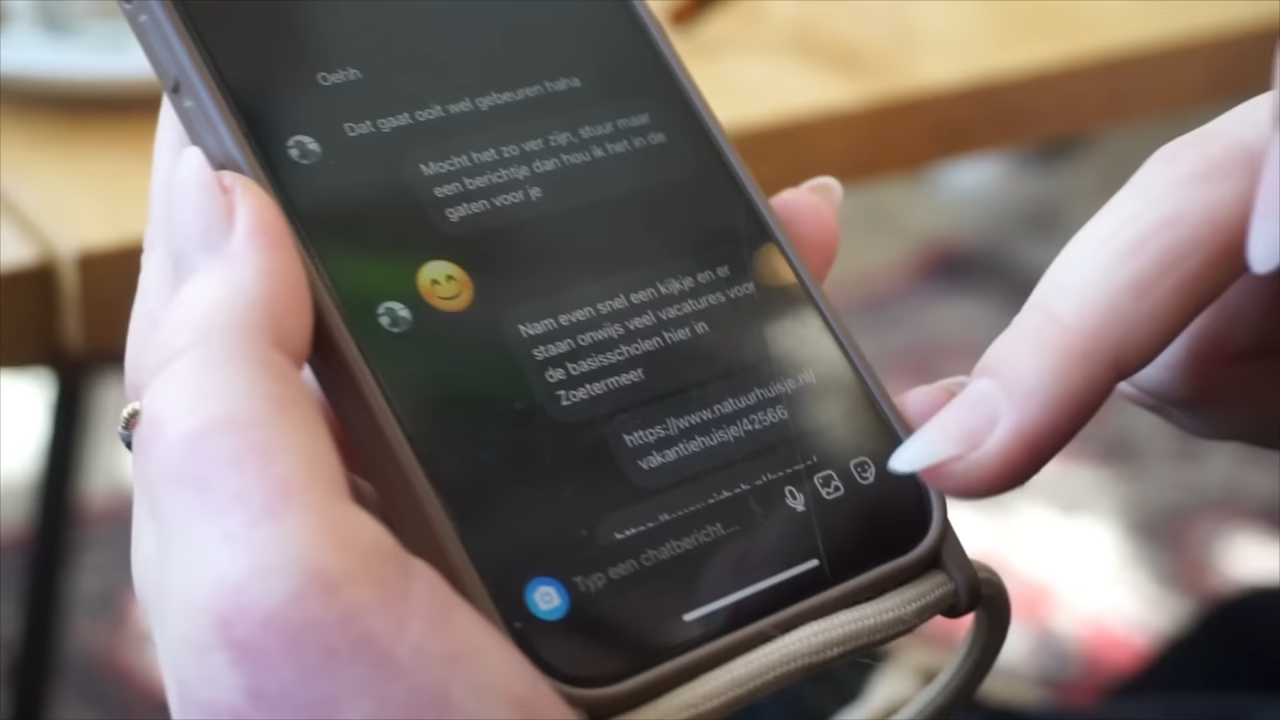 Oehh
Dat gaat ooit wel gebeuren haha
Mocht het zo ver zijn, stuur maar
een berichtje dan hou ik het in de
gaten voor je
Nam even snel een kijkje en er
staan onwijs veel vacatures voor
de basisscholen hier in
Zoetermeer
https://www.natuurhuisje.nl/
vakantiehuisje/42566
Typ een chatbericht...